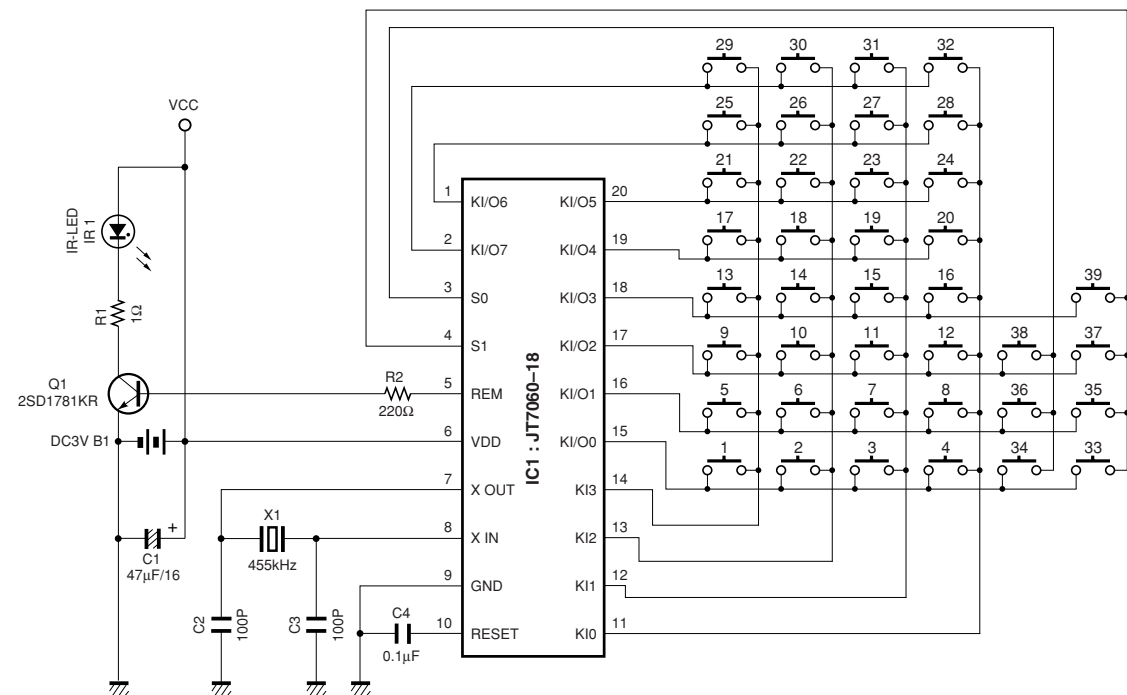 29 30 31 32
VCC
25 26 27 28
21 22 23 24
IR-LED
IR 1
1 KI/O6 KI/O5 20
17 18 19 20
2 KI/O7 KI/O4 19
13 14 15 16 39
3 S0 KI/O3 18
R1
1Ω
9 10 11 12 38 37
4 S1 KI/O2 17
IC1 : JT7060–18
Q1
2SD1781KR
R2
220Ω
5 REM KI/O1 16
5 6 7 8 36 35
DC3V B1
6 VDD KI/O0 15
1 2 3 4 34 33
7 X OUT KI3 14
X1
455kHz
8 X IN KI2 13
+
C1
47µF/16
9 GND KI1 12
C2
100P
C3
100P
C4
0.1µF
10 RESET KI0 11